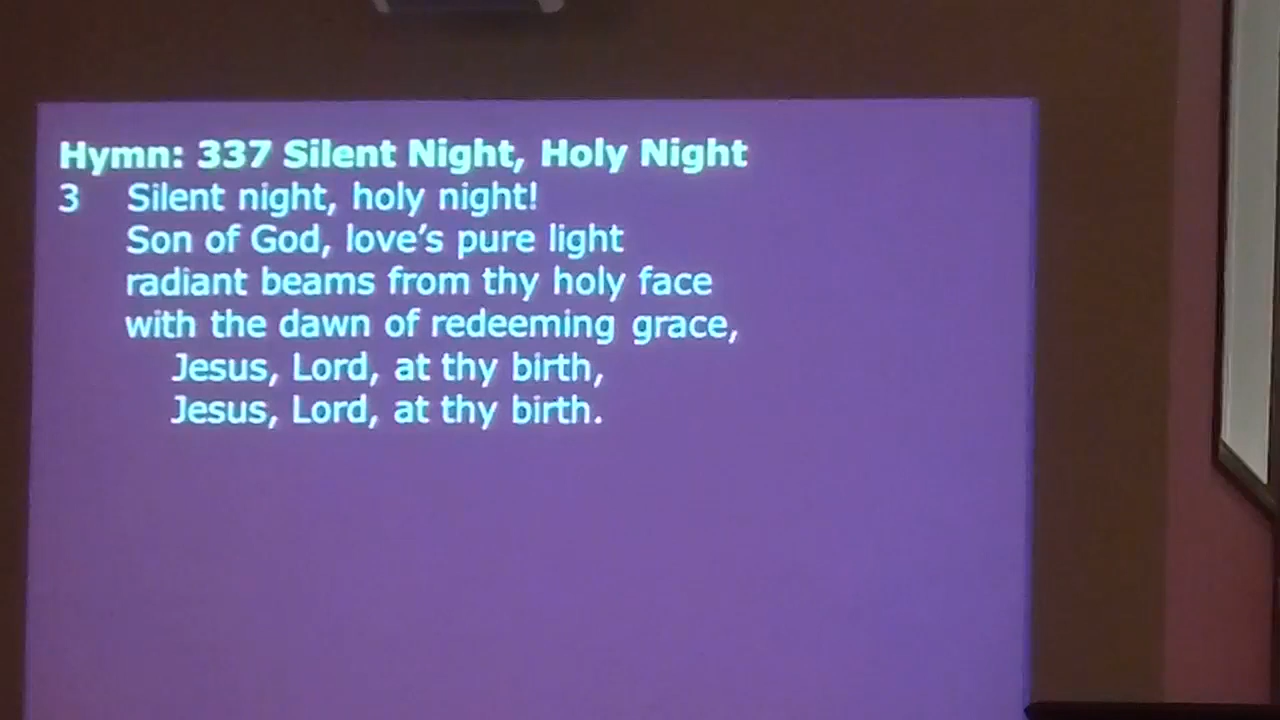 Hymn: 337 Silent Night, Holy Night
3 Silent night, holy night!
Son of God, love's pure light
radiant beams from thy holy face
with the dawn of redeeming grace,
Jesus, Lord, at thy birth,
Jesus, Lord, at thy birth.